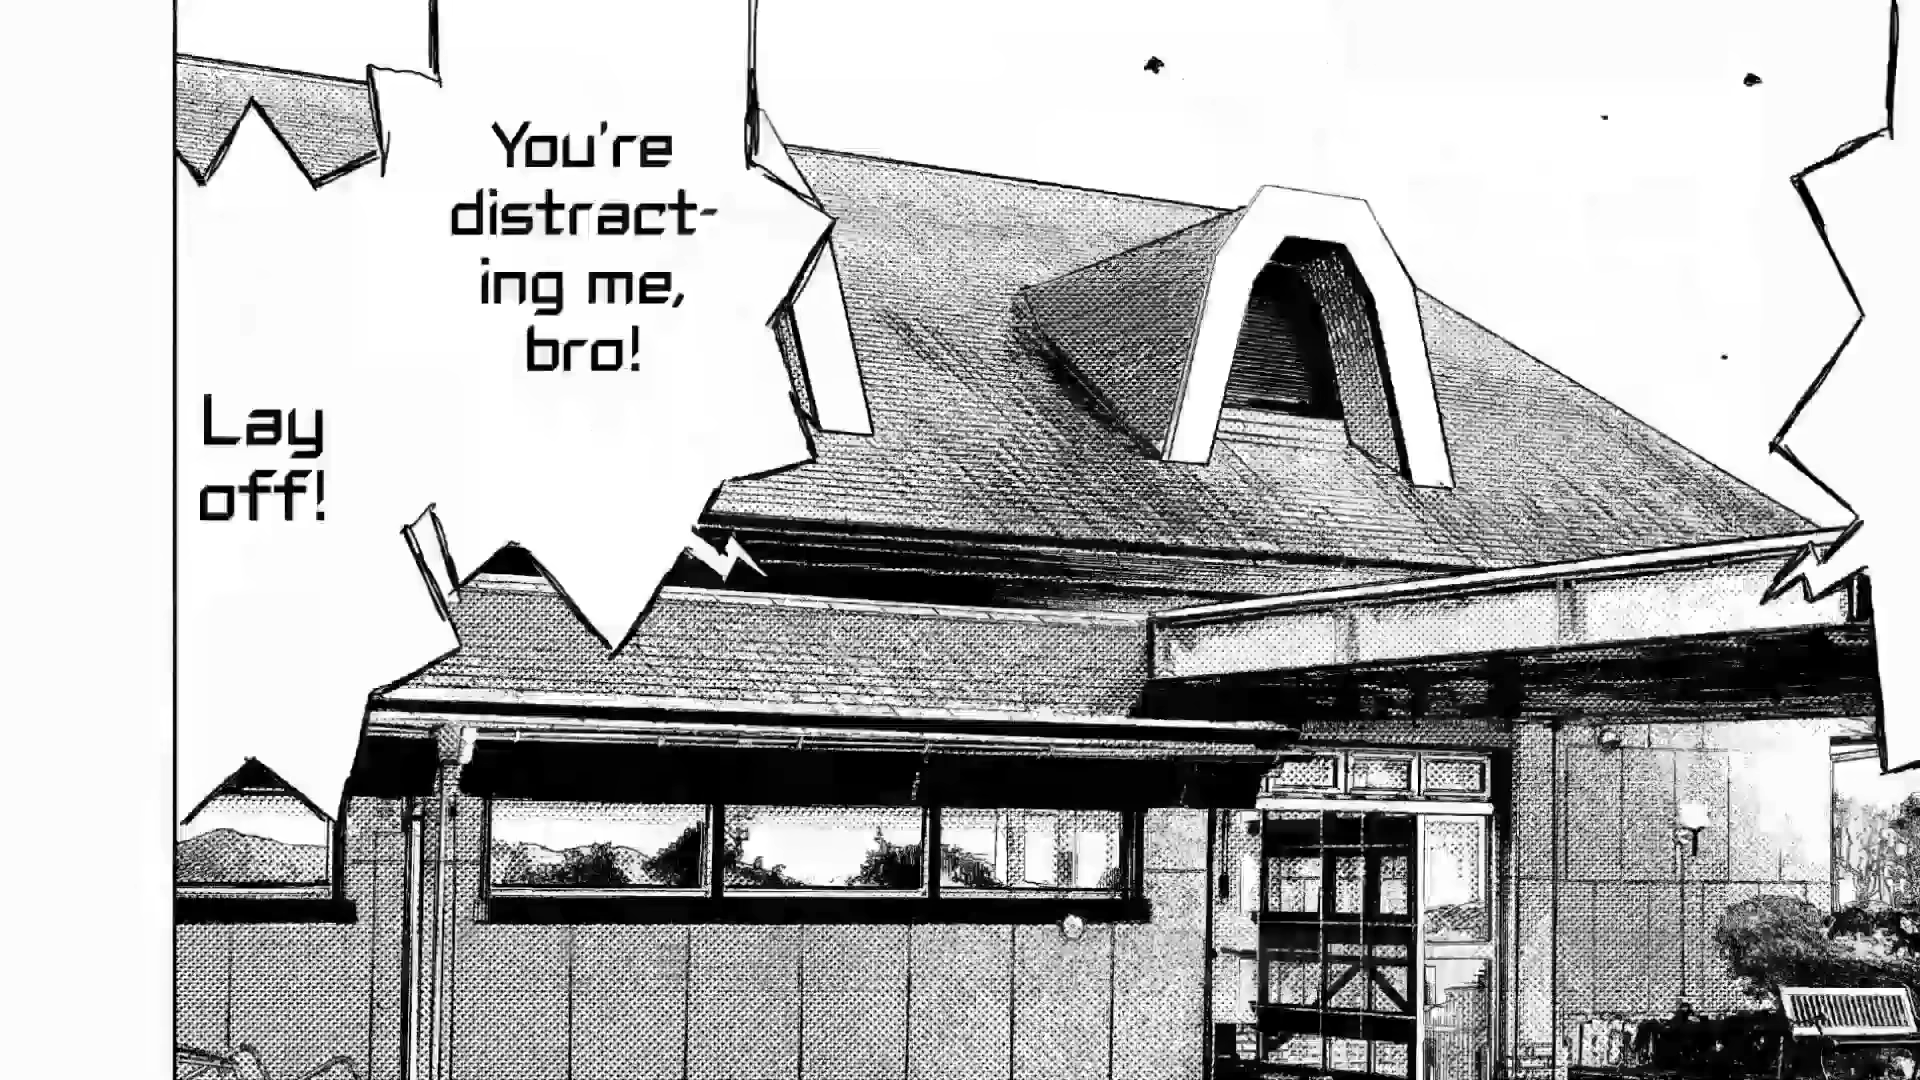 You're
distract-
ing me,
bro!
Lay
off!